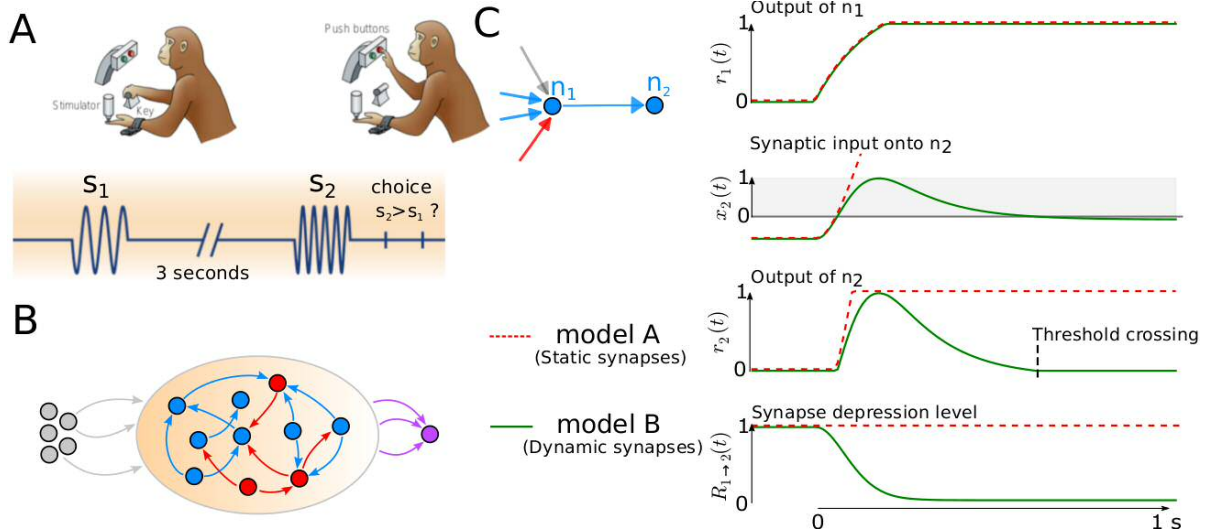 A
Stimulator
Key
Push buttons
S1
S2
choice
s2>s1 ?
3 seconds
B
C
n1
n2
model A
(Static synapses)
model B
(Dynamic synapses)
Output of n1
r1(t)
1
0
Synaptic input onto n2
x2(t)
1
0
Output of n2
r2(t)
1
0
Threshold crossing
Synapse depression level
R1→2(t)
1
0
0
1 s